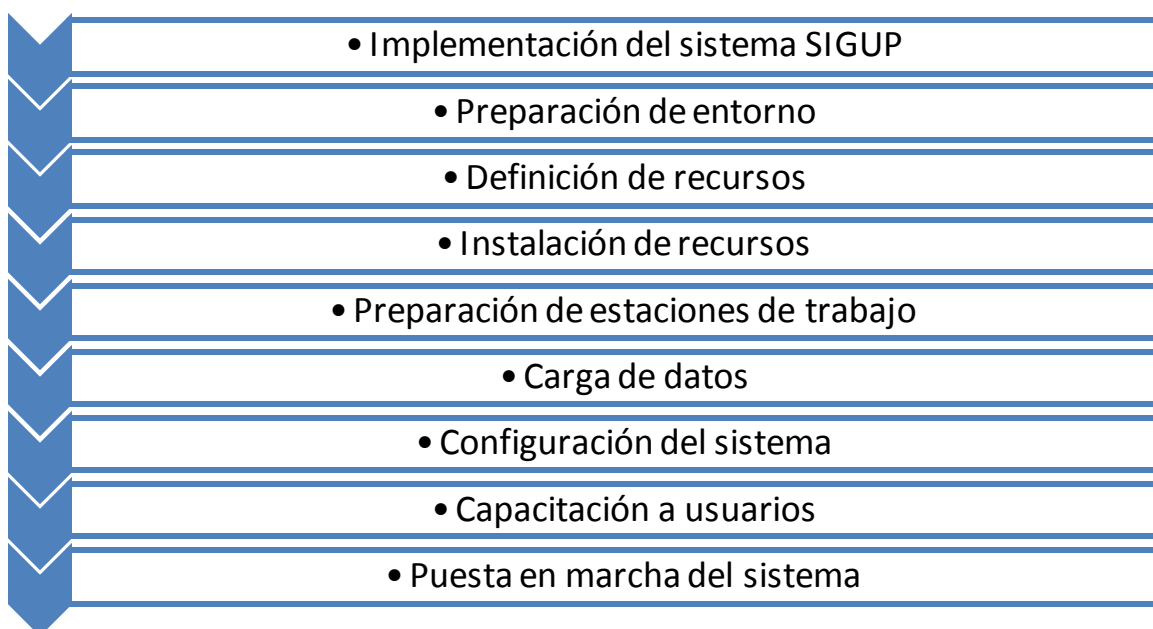 • Implementación del sistema SIGUP
• Preparación de entorno
• Definición de recursos
• Instalación de recursos
• Preparación de estaciones de trabajo
• Carga de datos
• Configuración del sistema
• Capacitación a usuarios
• Puesta en marcha del sistema